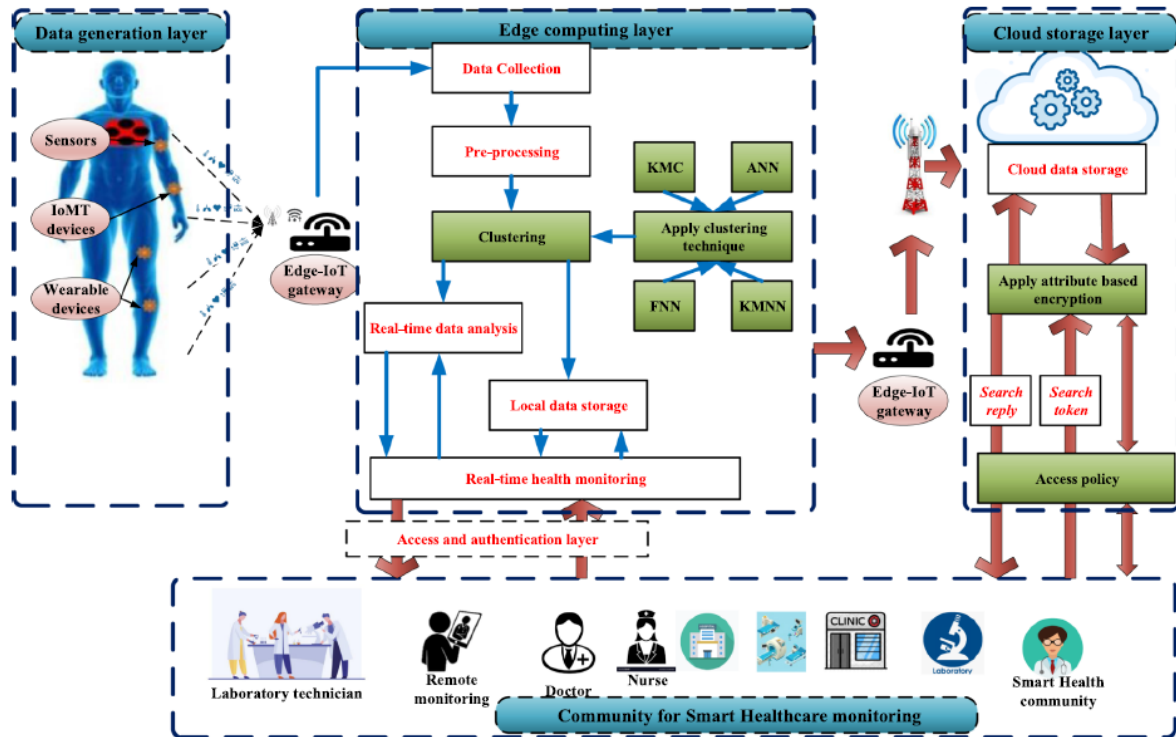 Data generation layer
Edge computing layer
Cloud storage layer
Sensors
IoMT
devices
Wearable
devices
Edge-IoT
gateway
Data Collection
Pre-processing
Clustering
KMC
ANN
Apply clustering
technique
FNN
KMNN
Real-time data analysis
Local data storage
Real-time health monitoring
Edge-IoT
gateway
Cloud data storage
Apply attribute based
encryption
Search
reply
Search
token
Access policy
Access and authentication layer
Laboratory technician
Remote
monitoring
Doctor
Nurse
CLINIC
Laboratory
Smart Health
community
Community for Smart Healthcare monitoring